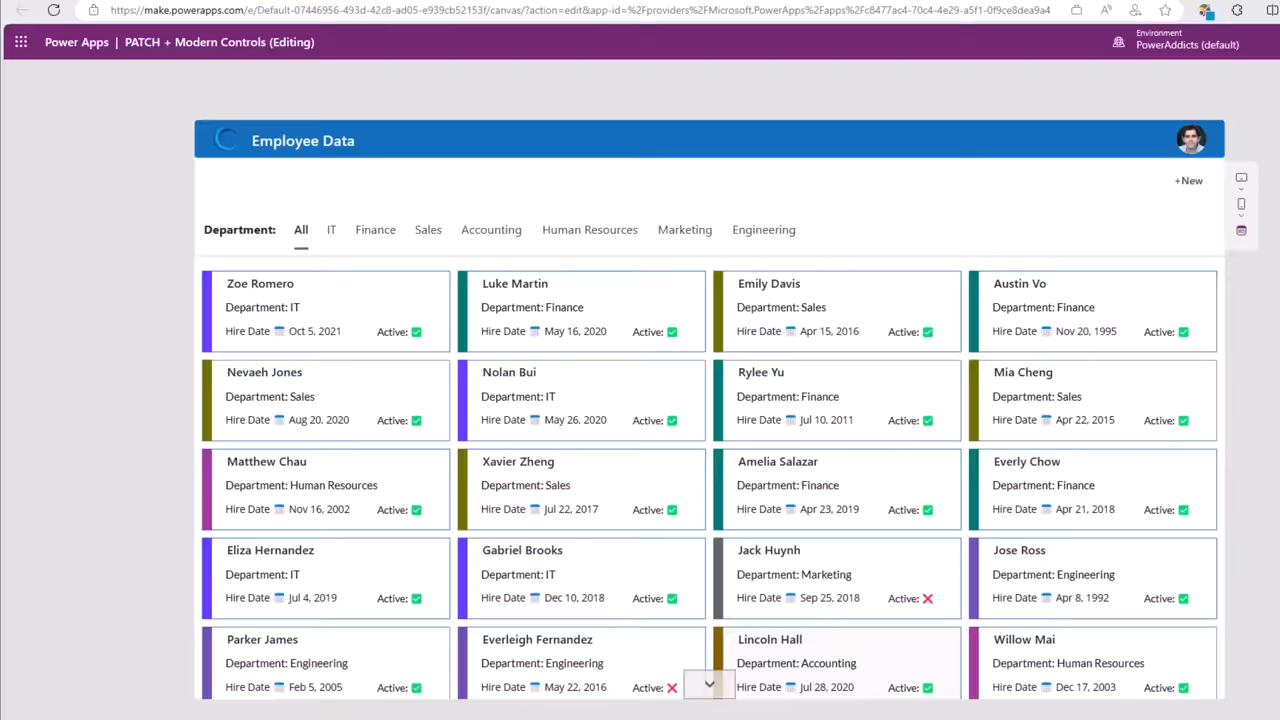 https://make.powerapps.com/e/Default-07446956-493d-42c8-ad05-e939cb52153f/canvas/?action=edit&app-id=%2Fproviders%2FMicrosoft.PowerApps%2Fapps%2Fc8477ac4-70c4-4e29-a5f1-0f9ce8dea9a4
Power Apps | PATCH + Modern Controls (Editing)
Environment
PowerAddicts (default)
Employee Data
+New
Department: All IT Finance Sales Accounting Human Resources Marketing Engineering
Zoe Romero
Department: IT
Hire Date Oct 5, 2021 Active:
Luke Martin
Department: Finance
Hire Date May 16, 2020 Active:
Emily Davis
Department: Sales
Hire Date Apr 15, 2016 Active:
Austin Vo
Department: Finance
Hire Date Nov 20, 1995 Active:
Nevaeh Jones
Department: Sales
Hire Date Aug 20, 2020 Active:
Nolan Bui
Department: IT
Hire Date May 26, 2020 Active:
Rylee Yu
Department: Finance
Hire Date Jul 10, 2011 Active:
Mia Cheng
Department: Sales
Hire Date Apr 22, 2015 Active:
Matthew Chau
Department: Human Resources
Hire Date Nov 16, 2002 Active:
Xavier Zheng
Department: Sales
Hire Date Jul 22, 2017 Active:
Amelia Salazar
Department: Finance
Hire Date Apr 23, 2019 Active:
Everly Chow
Department: Finance
Hire Date Apr 21, 2018 Active:
Eliza Hernandez
Department: IT
Hire Date Jul 4, 2019 Active:
Gabriel Brooks
Department: IT
Hire Date Dec 10, 2018 Active:
Jack Huynh
Department: Marketing
Hire Date Sep 25, 2018 Active:
Jose Ross
Department: Engineering
Hire Date Apr 8, 1992 Active:
Parker James
Department: Engineering
Hire Date Feb 5, 2005 Active:
Everleigh Fernandez
Department: Engineering
Hire Date May 22, 2016 Active:
Lincoln Hall
Department: Accounting
Hire Date Jul 28, 2020 Active:
Willow Mai
Department: Human Resources
Hire Date Dec 17, 2003 Active: